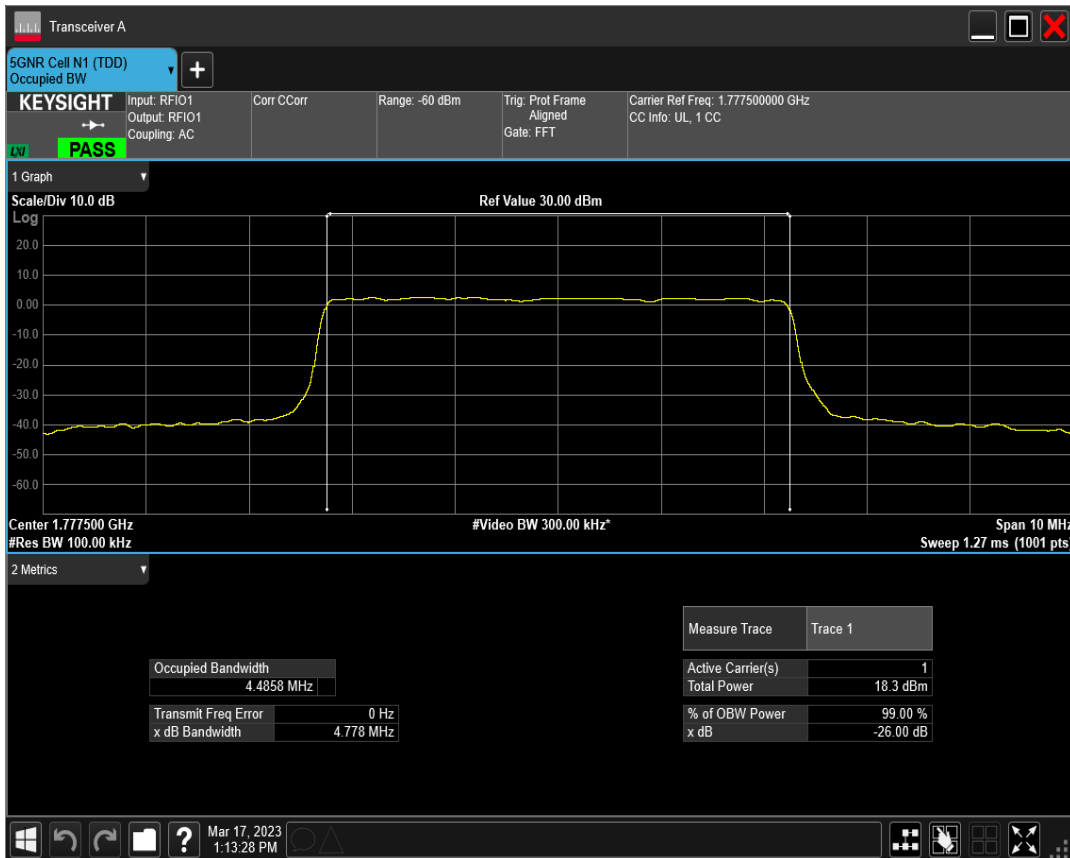 Transceiver A
5GNR Cell N1 (TDD)
Occupied BW
+
KEYSIGHT
LXI
PASS
Input: RFIO1
Output: RFIO1
Coupling: AC
Corr CCorr
Range: -60 dBm
Trig: Prot Frame
Aligned
Gate: FFT
Carrier Ref Freq: 1.777500000 GHz
CC Info: UL, 1 CC
1 Graph
Scale/Div 10.0 dB
Ref Value 30.00 dBm
Log
20.0
10.0
0.00
-10.0
-20.0
-30.0
-40.0
-50.0
-60.0
Center 1.777500 GHz
#Video BW 300.00 kHz*
Span 10 MHz
#Res BW 100.00 kHz
Sweep 1.27 ms (1001 pts)
2 Metrics
Measure Trace Trace 1
Occupied Bandwidth
4.4858 MHz
Active Carrier(s) 1
Total Power 18.3 dBm
Transmit Freq Error 0 Hz
x dB Bandwidth 4.778 MHz
% of OBW Power 99.00 %
x dB -26.00 dB
?
Mar 17, 2023
1:13:28 PM